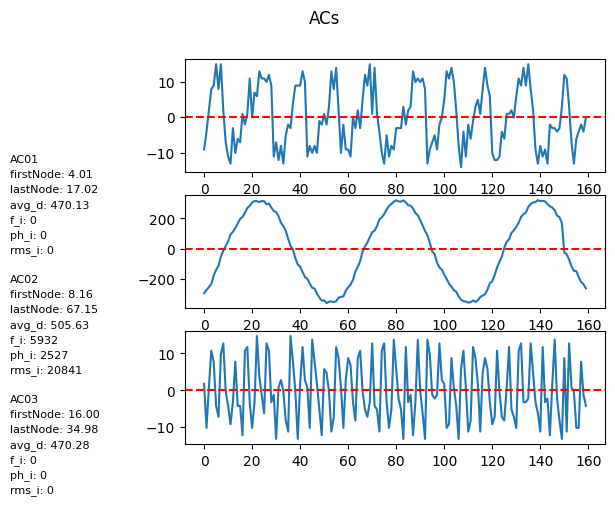 ACs
10
0
−10
0 20 40 60 80 100 120 140 160
AC01
firstNode: 4.01
lastNode: 17.02
avg_d: 470.13
f_i: 0
ph_i: 0
rms_i: 0
200
0
−200
0 20 40 60 80 100 120 140 160
AC02
firstNode: 8.16
lastNode: 67.15
avg_d: 505.63
f_i: 5932
ph_i: 2527
rms_i: 20841
10
0
−10
0 20 40 60 80 100 120 140 160
AC03
firstNode: 16.00
lastNode: 34.98
avg_d: 470.28
f_i: 0
ph_i: 0
rms_i: 0